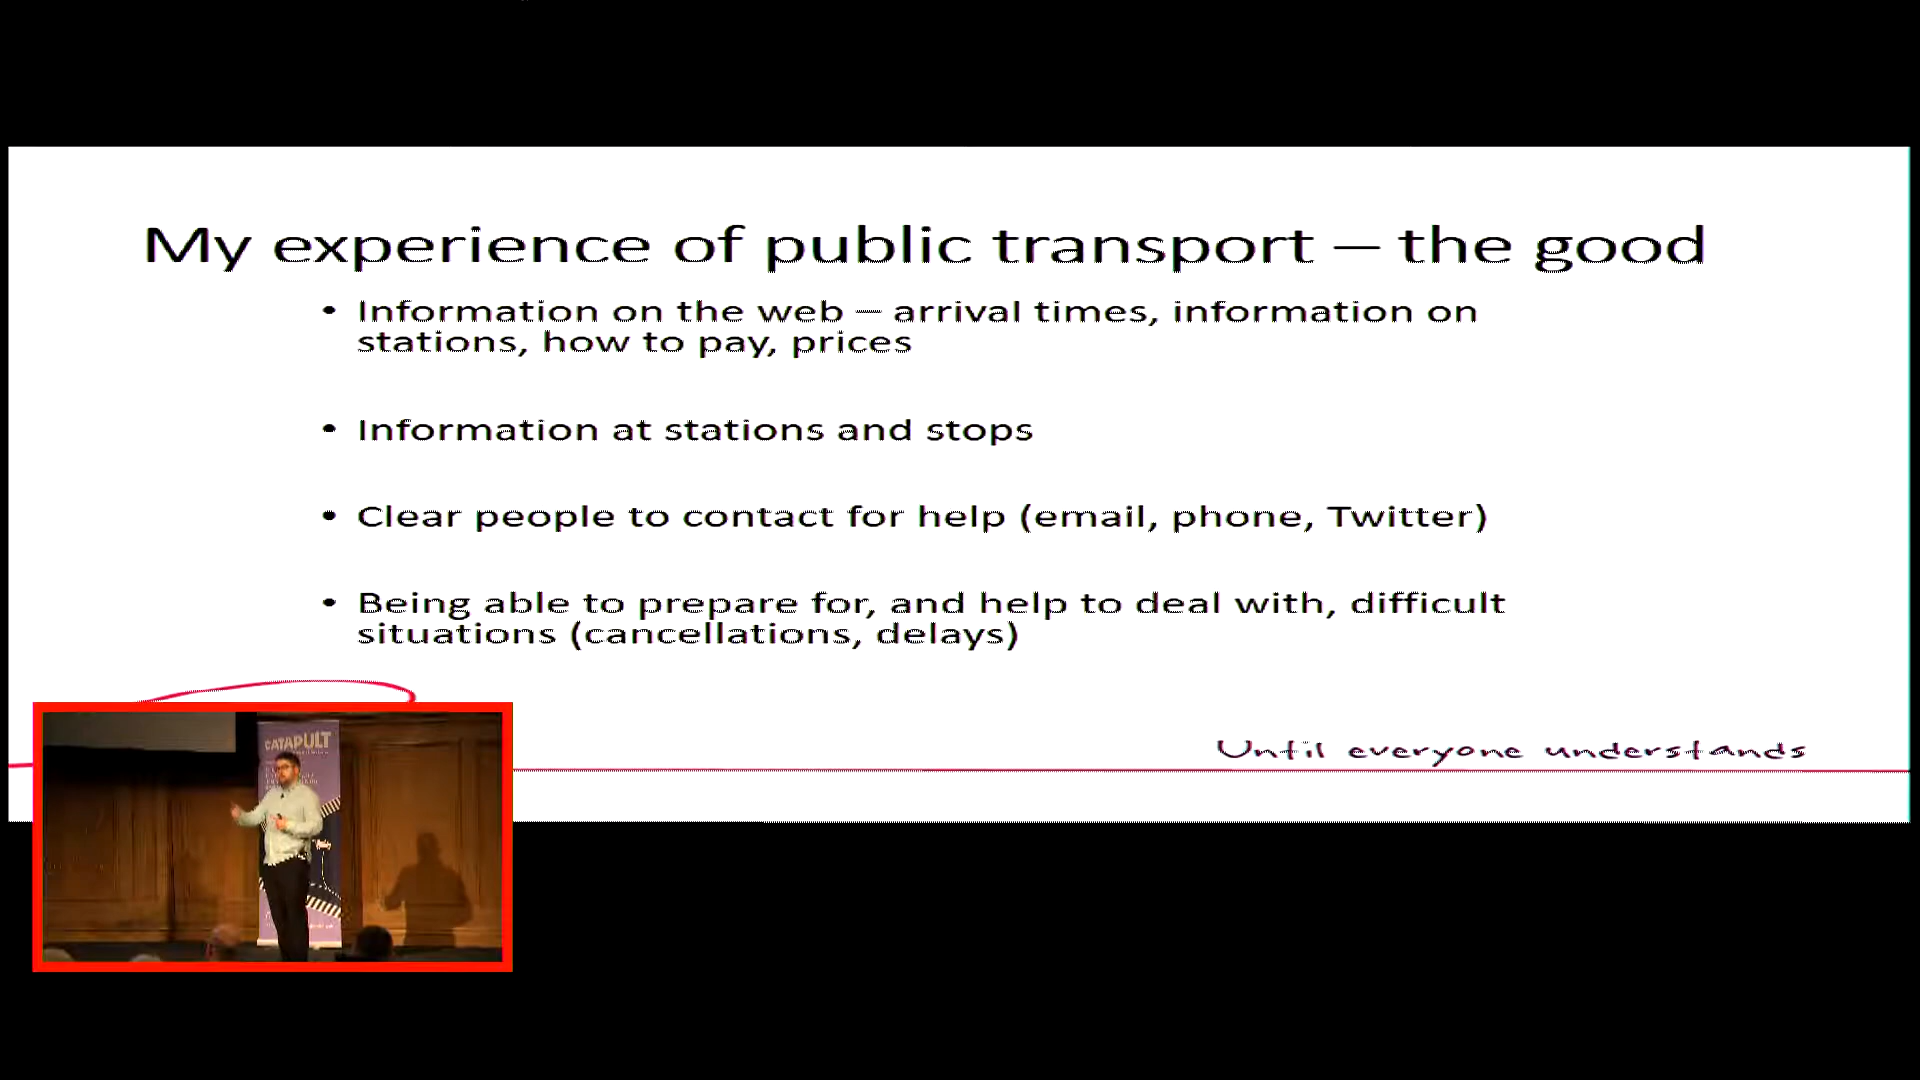 My experience of public transport – the good
• Information on the web – arrival times, information on
stations, how to pay, prices
• Information at stations and stops
• Clear people to contact for help (email, phone, Twitter)
• Being able to prepare for, and help to deal with, difficult
situations (cancellations, delays)
Until everyone understands
CATAPULT